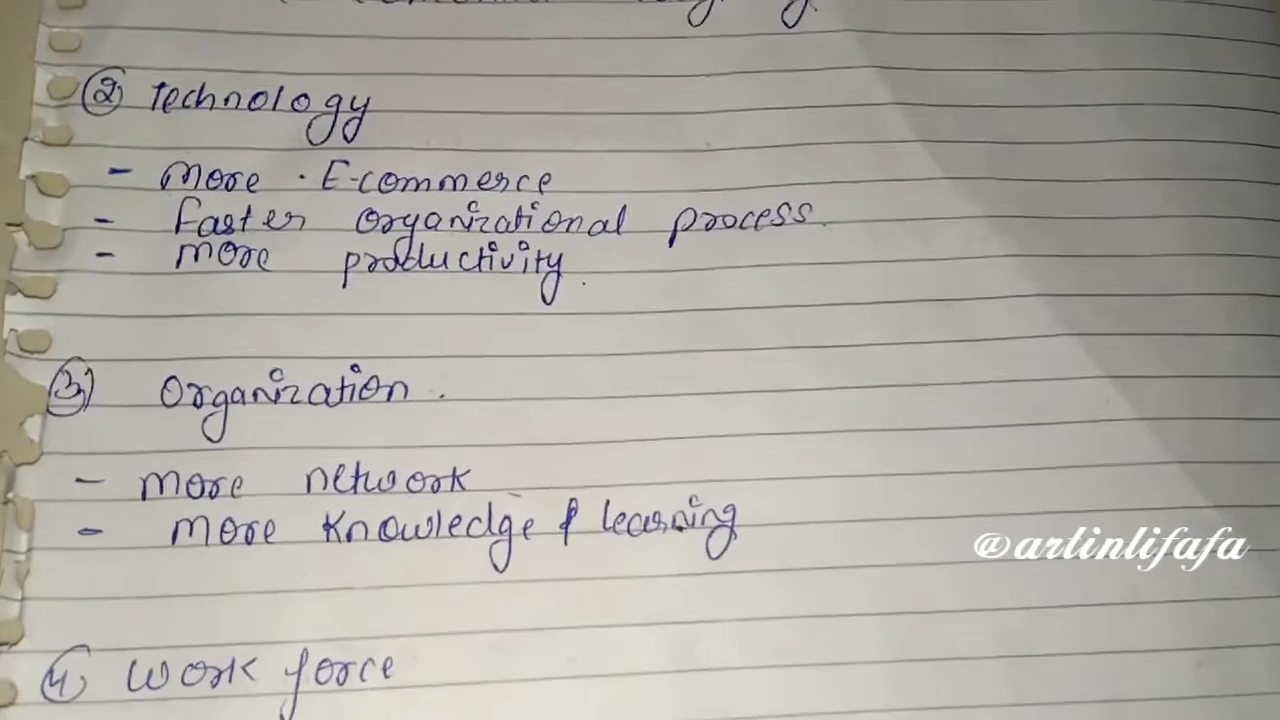 ② Technology
- More · E-commerce
- Faster organizational process.
- More productivity.
③ Organization.
- More network
- More knowledge & learning
@artinlifafa
④ Work force